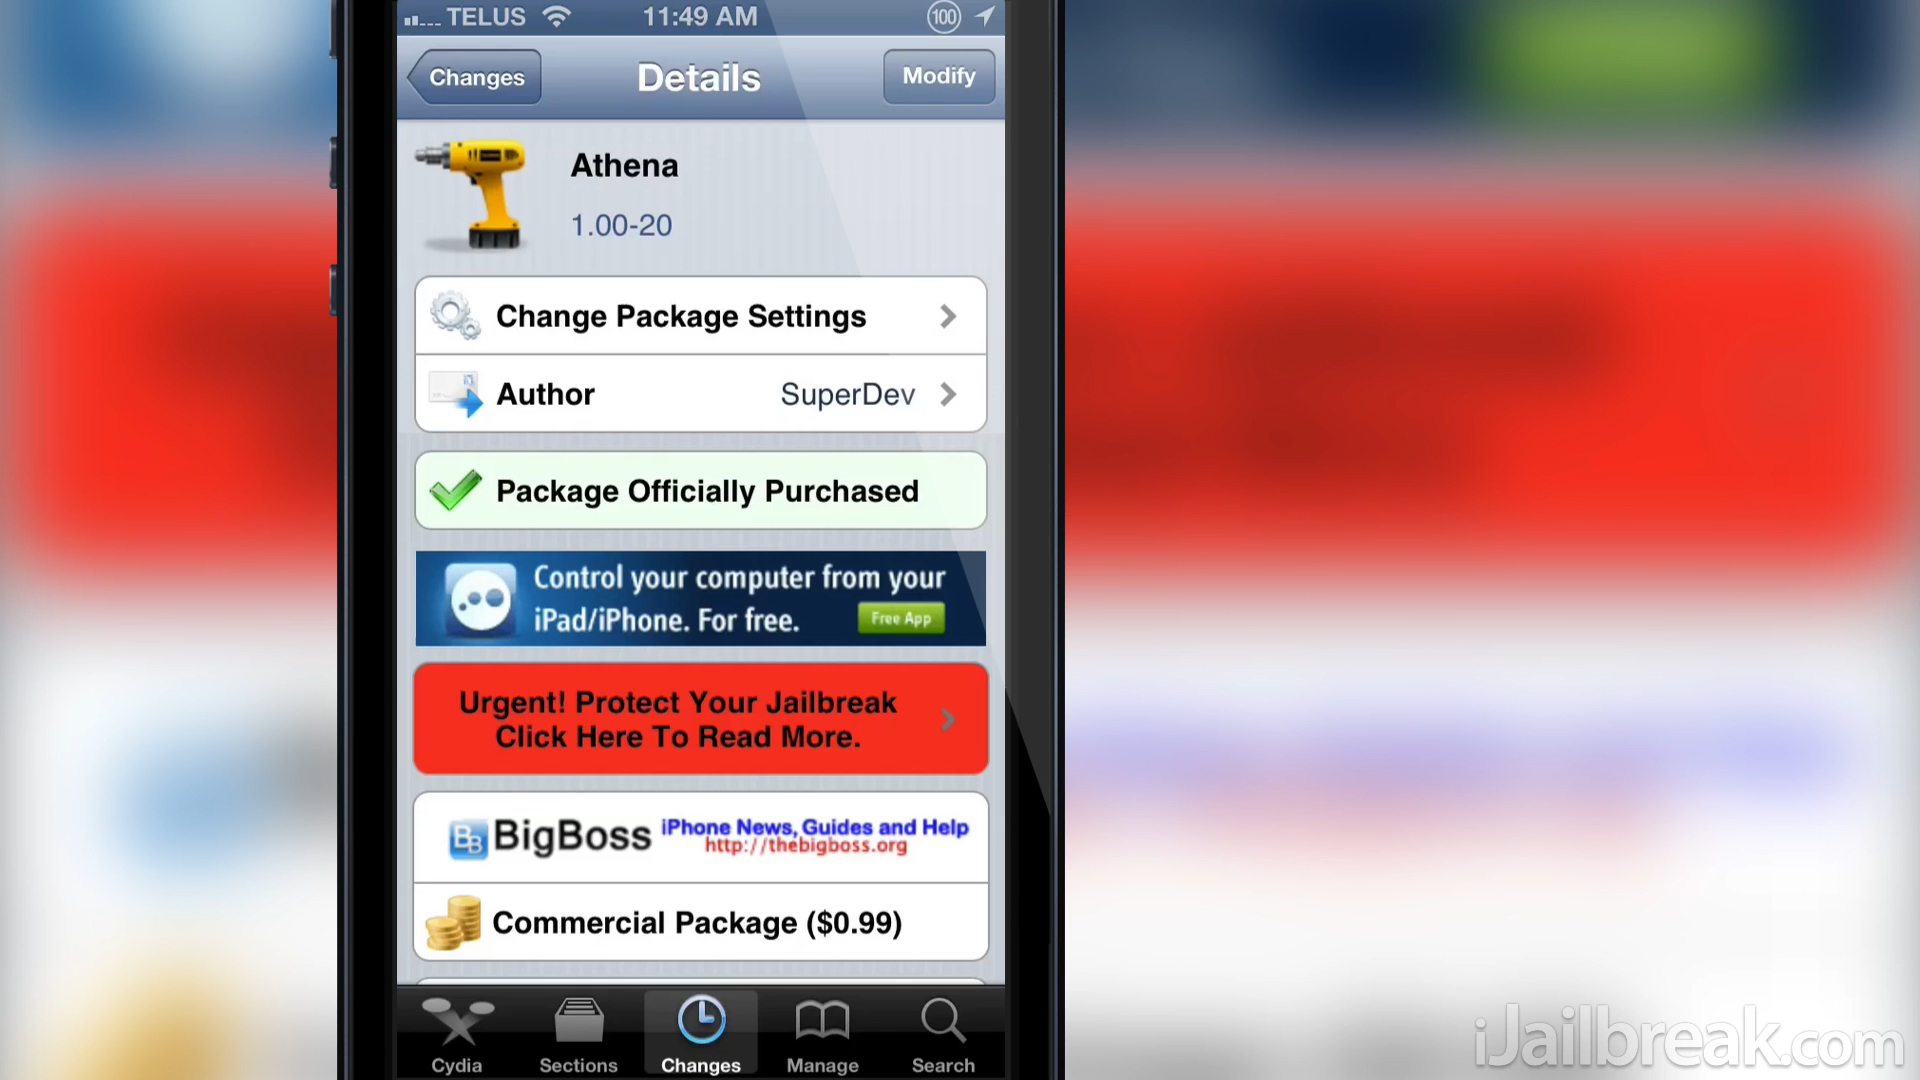 TELUS 11:49 AM 100
Changes Details Modify
Athena
1.00-20
Change Package Settings
Author SuperDev
Package Officially Purchased
Control your computer from your
iPad/iPhone. For free.
Free App
Urgent! Protect Your Jailbreak
Click Here To Read More.
BB BigBoss iPhone News, Guides and Help
http://thebigboss.org
Commercial Package ($0.99)
Cydia Sections Changes Manage Search
iJailbreak.com